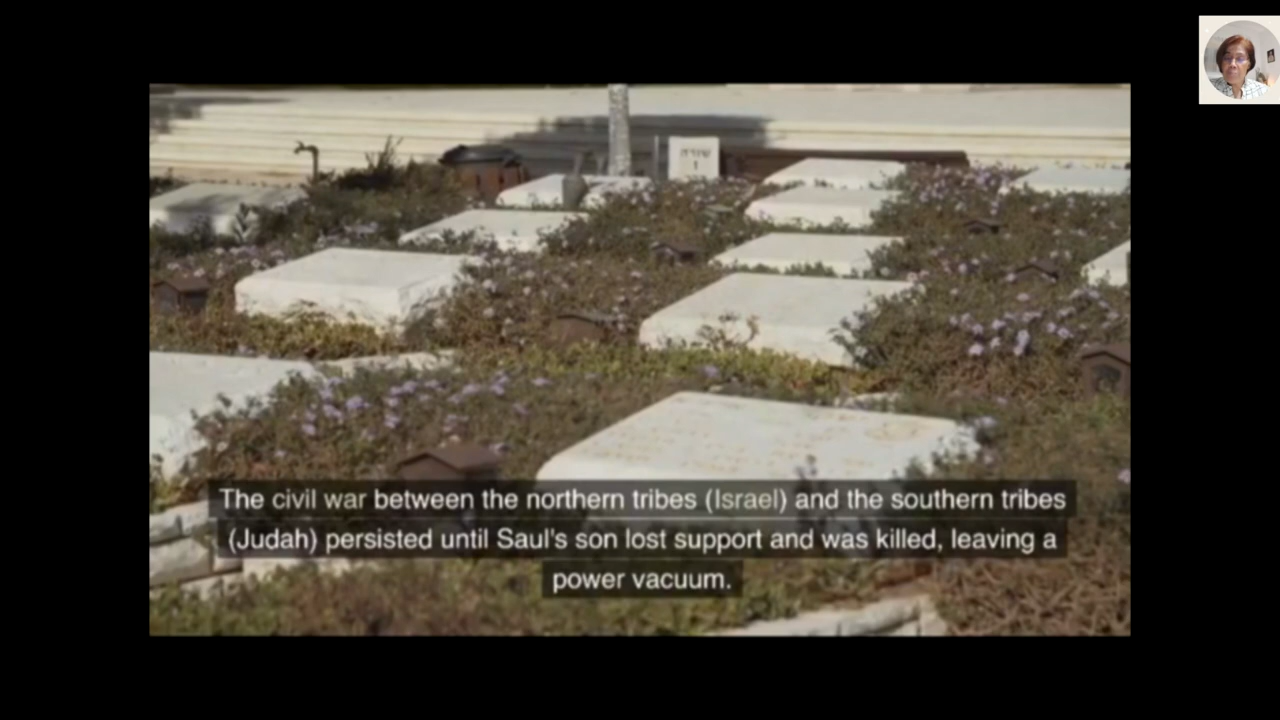 שורה
The civil war between the northern tribes (Israel) and the southern tribes
(Judah) persisted until Saul's son lost support and was killed, leaving a
power vacuum.